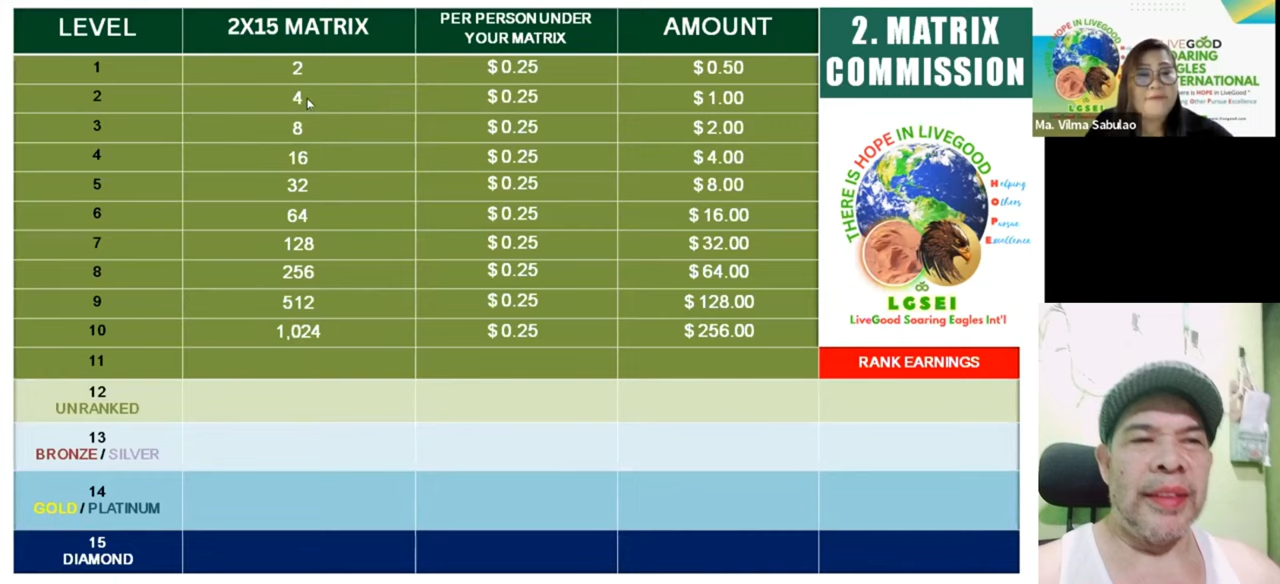 LEVEL 2X15 MATRIX PER PERSON UNDER YOUR MATRIX AMOUNT
1 2 $ 0.25 $ 0.50
2 4 $ 0.25 $ 1.00
3 8 $ 0.25 $ 2.00
4 16 $ 0.25 $ 4.00
5 32 $ 0.25 $ 8.00
6 64 $ 0.25 $ 16.00
7 128 $ 0.25 $ 32.00
8 256 $ 0.25 $ 64.00
9 512 $ 0.25 $ 128.00
10 1,024 $ 0.25 $ 256.00
11
12
UNRANKED
13
BRONZE / SILVER
14
GOLD / PLATINUM
15
DIAMOND
2. MATRIX
COMMISSION
THERE IS HOPE IN LIVEGOOD
Helping
Others
Pursue
Excellence
LGSEI
LiveGood Soaring Eagles Int'l
RANK EARNINGS
HOPE IN LIVEGOOD
LGSEI
Ma. Vilma Sabulao